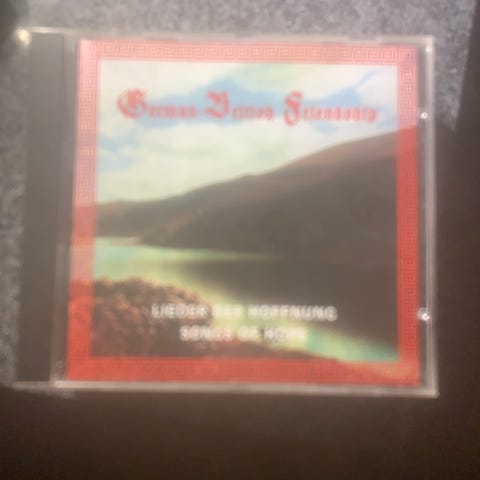 German-British Friendship
LIEDER DER HOFFNUNG
SONGS OF HOPE